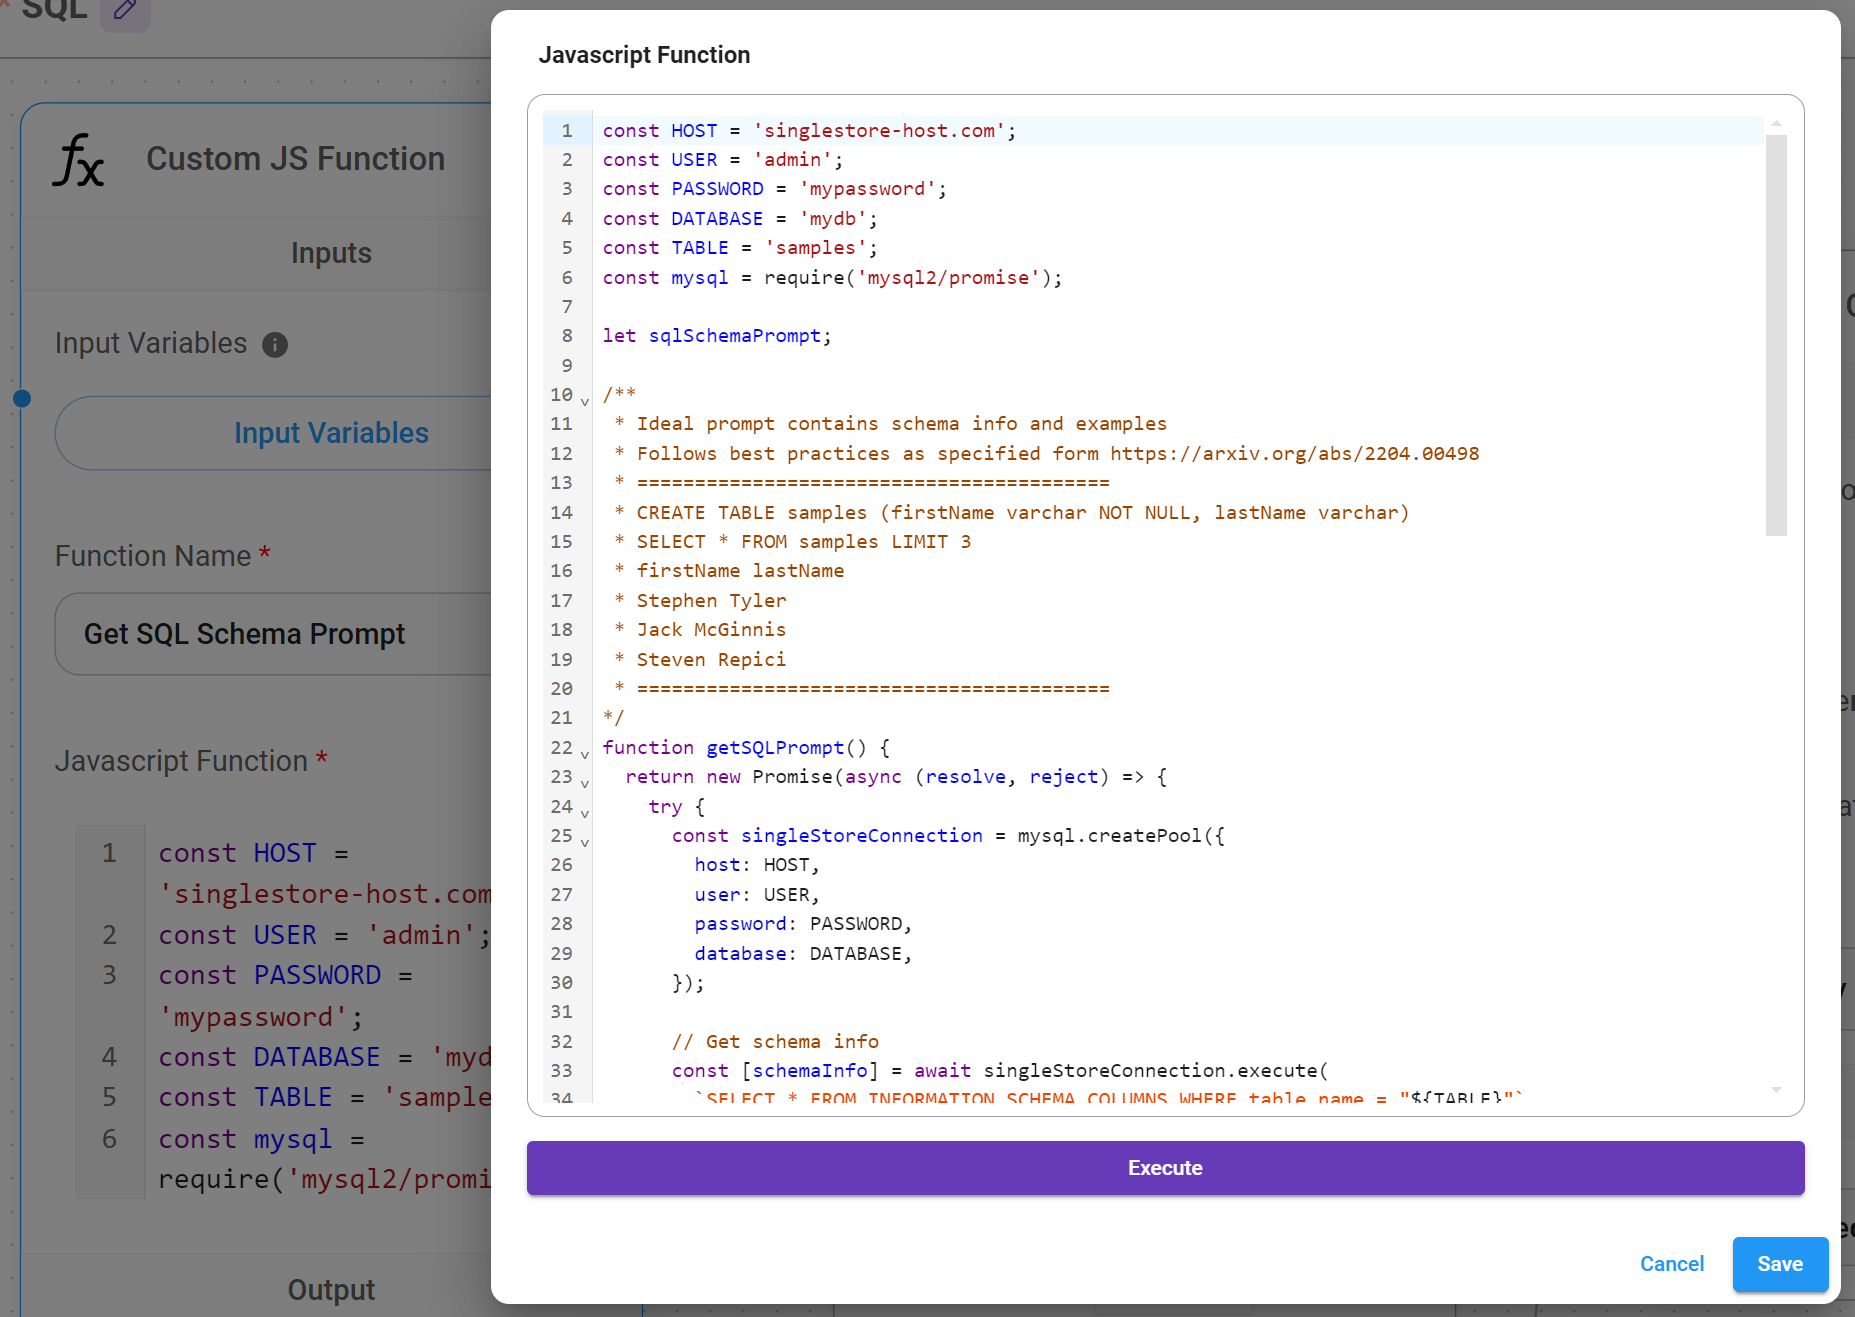 SQL
Custom JS Function
Inputs
Input Variables
Input Variables
Function Name *
Get SQL Schema Prompt
Javascript Function *
1 const HOST =
'singlestore-host.com
2 const USER = 'admin';
3 const PASSWORD =
'mypassword';
4 const DATABASE = 'myd
5 const TABLE = 'sample
6 const mysql =
require('mysql2/promi
Output
Javascript Function
1 const HOST = 'singlestore-host.com';
2 const USER = 'admin';
3 const PASSWORD = 'mypassword';
4 const DATABASE = 'mydb';
5 const TABLE = 'samples';
6 const mysql = require('mysql2/promise');
7
8 let sqlSchemaPrompt;
9
10 /**
11 * Ideal prompt contains schema info and examples
12 * Follows best practices as specified form https://arxiv.org/abs/2204.00498
13 * =========================================
14 * CREATE TABLE samples (firstName varchar NOT NULL, lastName varchar)
15 * SELECT * FROM samples LIMIT 3
16 * firstName lastName
17 * Stephen Tyler
18 * Jack McGinnis
19 * Steven Repici
20 * =========================================
21 */
22 function getSQLPrompt() {
23 return new Promise(async (resolve, reject) => {
24 try {
25 const singleStoreConnection = mysql.createPool({
26 host: HOST,
27 user: USER,
28 password: PASSWORD,
29 database: DATABASE,
30 });
31
32 // Get schema info
33 const [schemaInfo] = await singleStoreConnection.execute(
34 `SELECT * FROM INFORMATION_SCHEMA.COLUMNS WHERE table_name = "${TABLE}"`
Execute
Cancel
Save